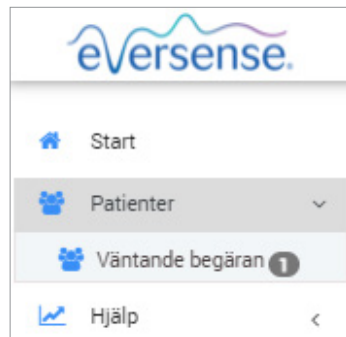 eversense.
Start
Patienter
Väntande begäran 1
Hjälp